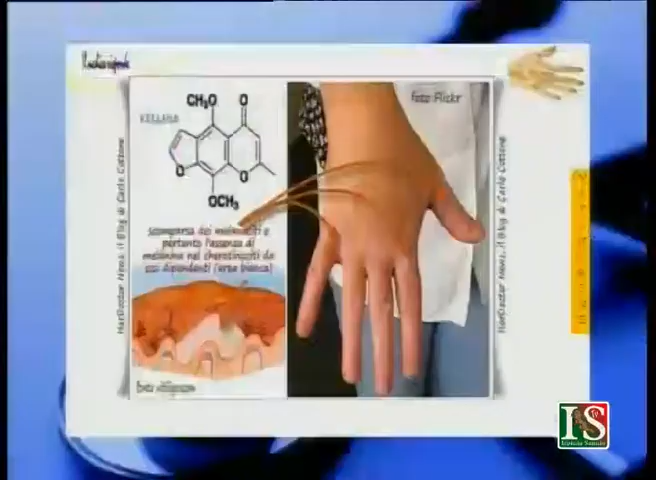 CH₃O
O
KELLINA
foto Flickr
O
O
OCH₃
scomparsa dei melanociti e
pertanto l'assenza di
melanina nei cheratinociti da
essi dipendenti (area bianca)
HairDoctor News, il Blog di Carlo Cottone
HairDoctor News, il Blog di Carlo Cottone
IS